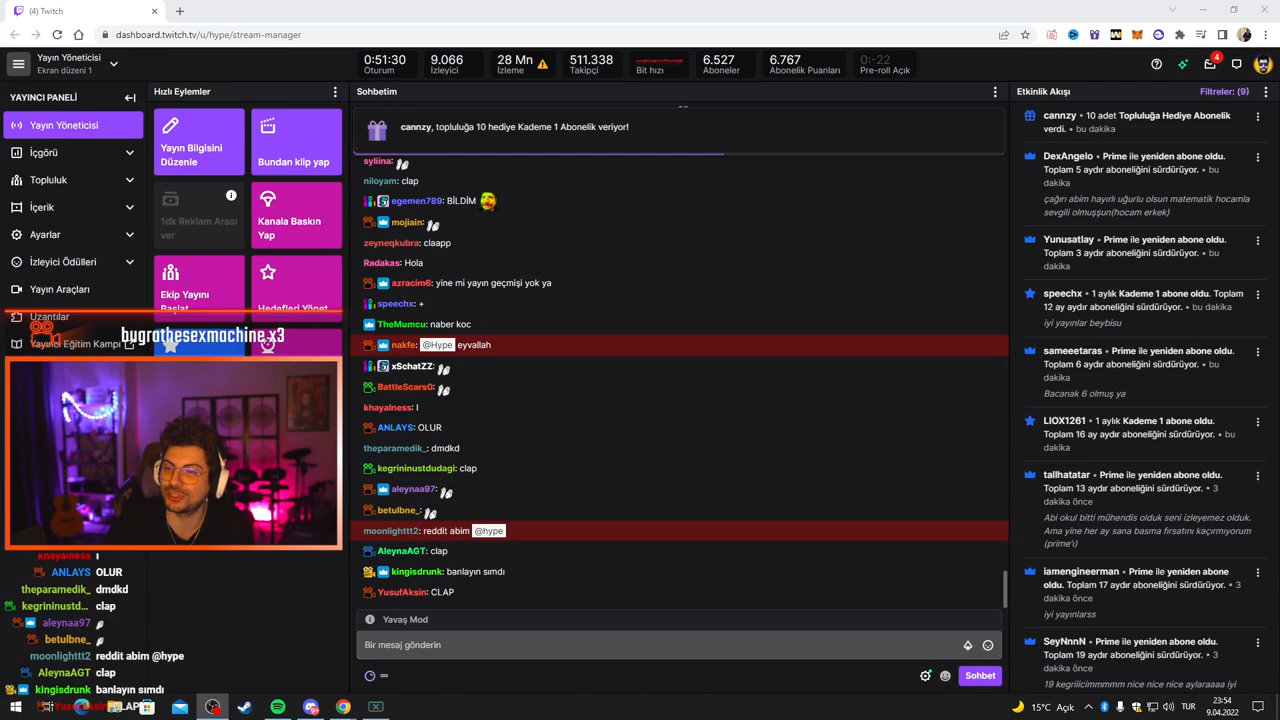 (4) Twitch
dashboard.twitch.tv/u/hype/stream-manager
Yayın Yöneticisi
Ekran düzeni 1
0:51:30
Oturum
9.066
İzleyici
28 Mn
İzleme
511.338
Takipçi
Bit hızı
6.527
Aboneler
6.767
Abonelik Puanları
0:-22
Pre-roll Açık
4
YAYINCI PANELİ
Yayın Yöneticisi
İçgörü
Topluluk
İçerik
Ayarlar
İzleyici Ödülleri
Yayın Araçları
Uzantılar
Yayıncı Eğitim Kampı
Hızlı Eylemler
Yayın Bilgisini Düzenle
Bundan klip yap
1dk Reklam Arası ver
Kanala Baskın Yap
Ekip Yayını Başlat
Hedefleri Yönet
bugrathesexmachine x3
Sohbetim
cannzy, topluluğa 10 hediye Kademe 1 Abonelik veriyor!
syliina:
niloyam: clap
egemen789: BİLDİM
mojiain:
zeyneqkubra: claapp
Radakas: Hola
azracim6: yine mi yayın geçmişi yok ya
speechx: +
TheMumcu: naber koc
nakfe: @Hype eyvallah
xSchatZZ:
BattleScars0:
khayalness: l
ANLAYS: OLUR
theparamedik_: dmdkd
kegrininustdudagi: clap
aleynaa97:
betulbne_:
moonlighttt2: reddit abim @hype
AleynaAGT: clap
kingisdrunk: banlayın sımdı
YusufAksin: CLAP
Yavaş Mod
Bir mesaj gönderin
∞
Sohbet
Etkinlik Akışı
Filtreler: (9)
cannzy • 10 adet Topluluğa Hediye Abonelik
verdi. • bu dakika
DexAngelo • Prime ile yeniden abone oldu.
Toplam 5 aydır aboneliğini sürdürüyor. • bu
dakika
çağırı abim hayırlı uğurlu olsun matematik hocamla
sevgili olmuşşun(hocam erkek)
Yunusatlay • Prime ile yeniden abone oldu.
Toplam 3 aydır aboneliğini sürdürüyor. • bu
dakika
speechx • 1 aylık Kademe 1 abone oldu. Toplam
12 ay aydır aboneliğini sürdürüyor. • bu dakika
iyi yayınlar beybisu
sameeetaras • Prime ile yeniden abone oldu.
Toplam 6 aydır aboneliğini sürdürüyor. • bu
dakika
Bacanak 6 olmuş ya
LIOX1261 • 1 aylık Kademe 1 abone oldu.
Toplam 16 ay aydır aboneliğini sürdürüyor. • bu
dakika
tallhatatar • Prime ile yeniden abone oldu.
Toplam 13 aydır aboneliğini sürdürüyor. • 3
dakika önce
Abi okul bitti mühendis olduk seni izleyemez olduk.
Ama yine her ay sana basma fırsatını kaçırmıyorum
(prime'ı)
iamengineerman • Prime ile yeniden abone
oldu. Toplam 17 aydır aboneliğini sürdürüyor. • 3
dakika önce
iyi yayınlarss
SeyNnnN • Prime ile yeniden abone oldu.
Toplam 19 aydır aboneliğini sürdürüyor. • 3
dakika önce
19 kegriiicimmmmm nice nice nice aylaraaaa iyi
khayalness l
ANLAYS OLUR
theparamedik_ dmdkd
kegrininustd... clap
aleynaa97
betulbne_
moonlighttt2 reddit abim @hype
AleynaAGT clap
kingisdrunk banlayın sımdı
YusufAksin CLAP
15°C Açık
TUR
23:54
9.04.2022